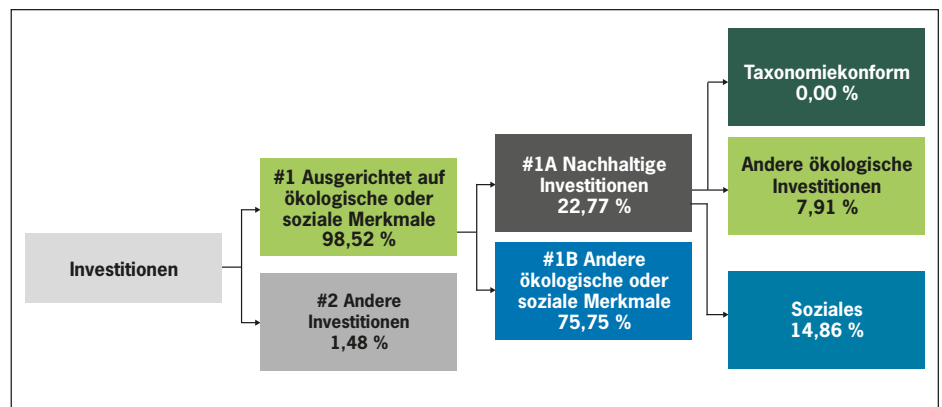 Investitionen
#1 Ausgerichtet auf
ökologische oder
soziale Merkmale
98,52 %
#2 Andere
Investitionen
1,48 %
#1A Nachhaltige
Investitionen
22,77 %
#1B Andere
ökologische oder
soziale Merkmale
75,75 %
Taxonomiekonform
0,00 %
Andere ökologische
Investitionen
7,91 %
Soziales
14,86 %